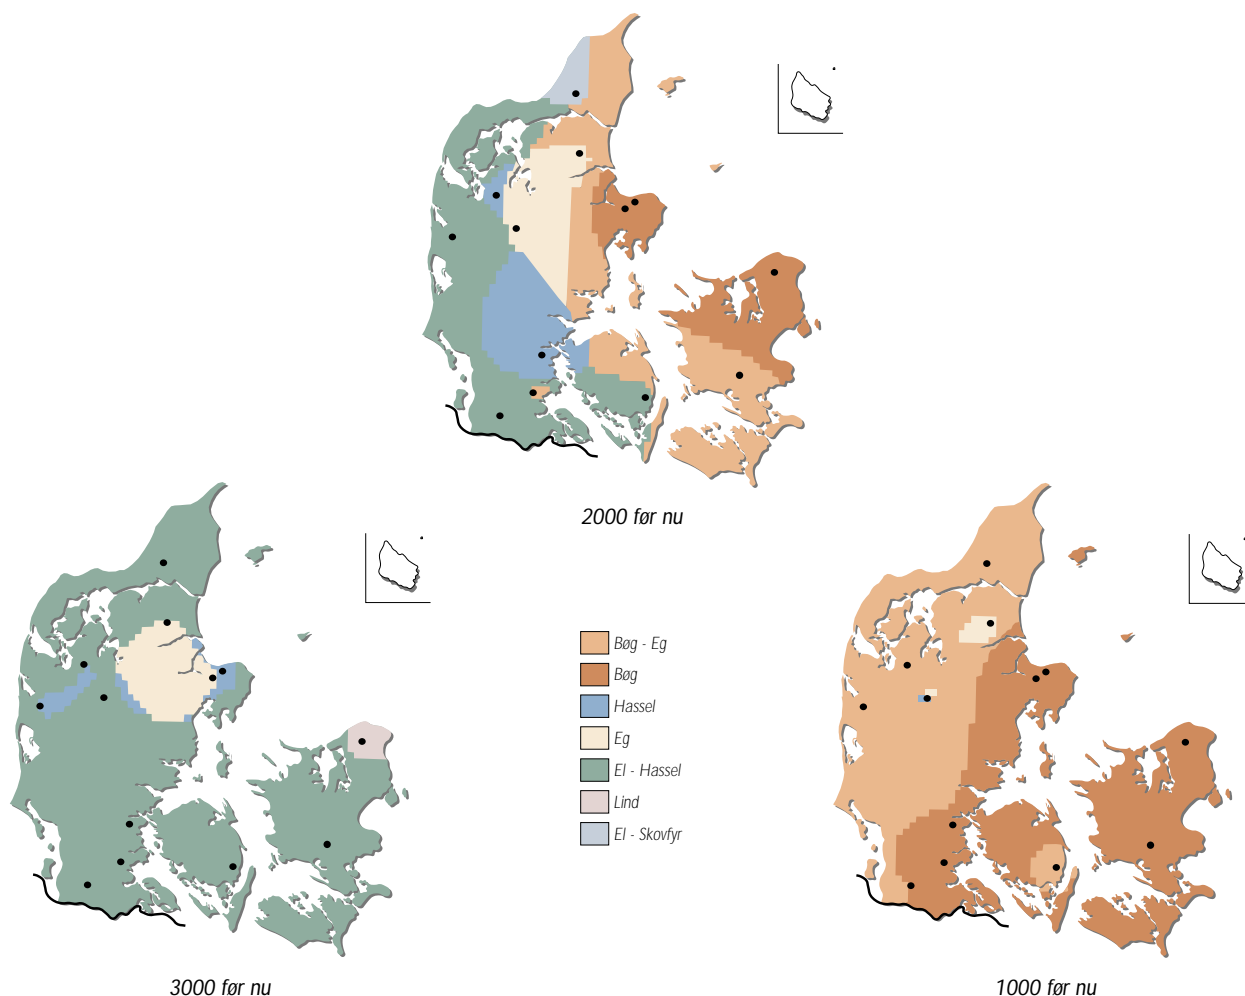 2000 før nu
Bøg - Eg
Bøg
Hassel
Eg
El - Hassel
Lind
El - Skovfyr
3000 før nu
1000 før nu